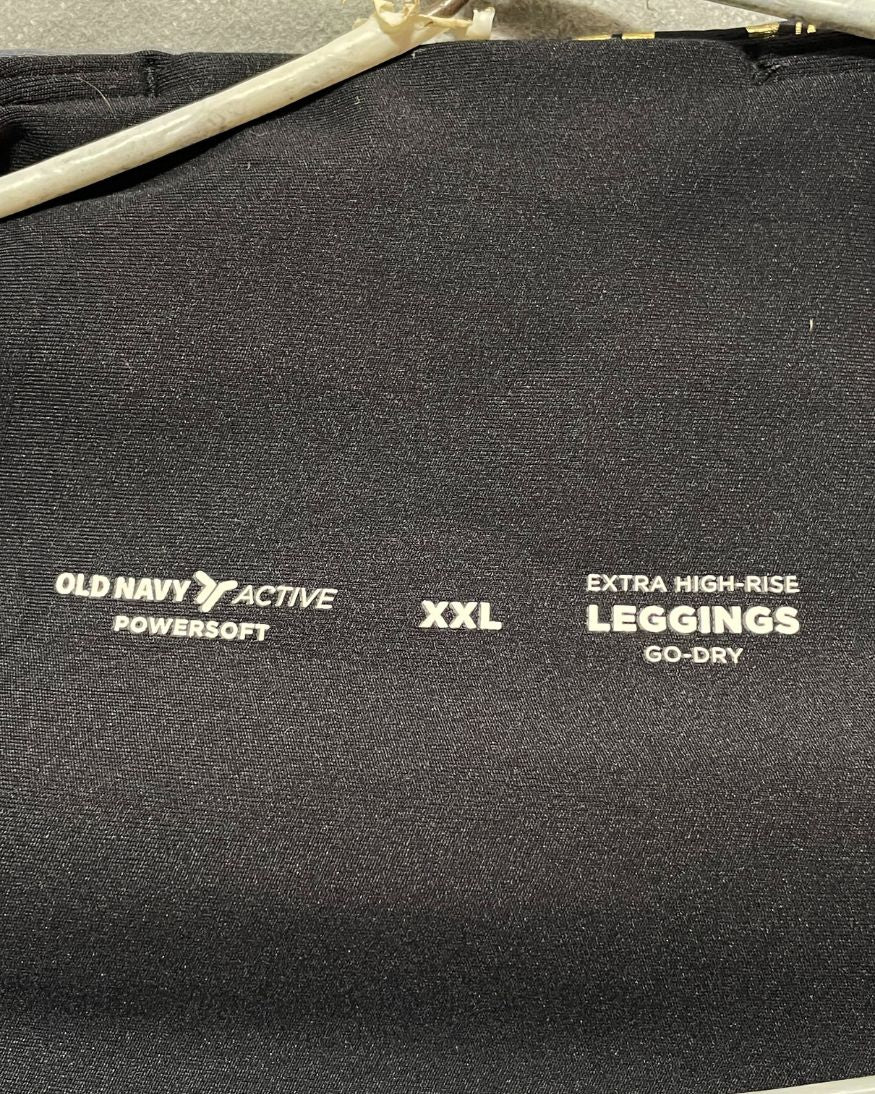 OLD NAVY ACTIVE
POWERSOFT
XXL
EXTRA HIGH-RISE
LEGGINGS
GO-DRY